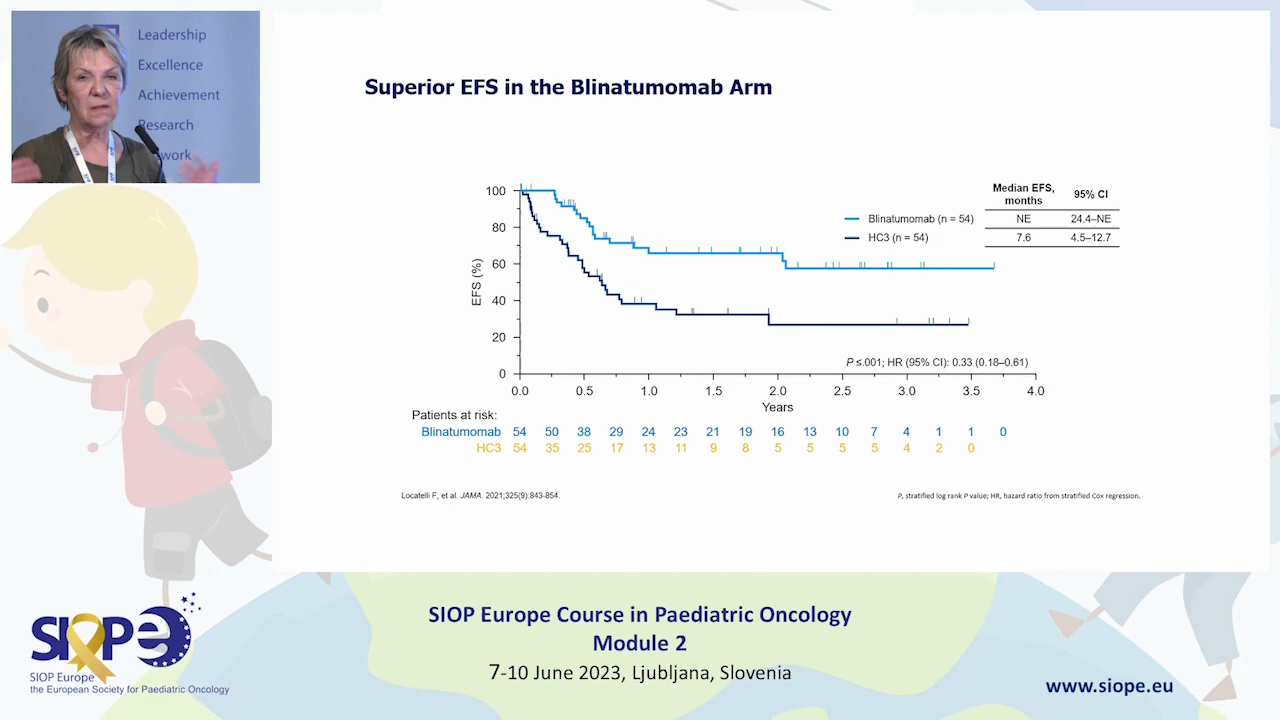 Leadership
Excellence
Achievement
Research
work
Superior EFS in the Blinatumomab Arm
Median EFS, months
95% CI
Blinatumomab (n = 54) NE 24.4–NE
HC3 (n = 54) 7.6 4.5–12.7
EFS (%)
100
80
60
40
20
0
P ≤.001; HR (95% CI): 0.33 (0.18–0.61)
0.0 0.5 1.0 1.5 2.0 2.5 3.0 3.5 4.0
Years
Patients at risk:
Blinatumomab 54 50 38 29 24 23 21 19 16 13 10 7 4 1 1 0
HC3 54 35 25 17 13 11 9 8 5 5 5 5 4 2 0
Locatelli F, et al. JAMA. 2021;325(9):843-854.
P, stratified log rank P value; HR, hazard ratio from stratified Cox regression.
SIOP e
SIOP Europe
the European Society for Paediatric Oncology
SIOP Europe Course in Paediatric Oncology
Module 2
7-10 June 2023, Ljubljana, Slovenia
www.siope.eu